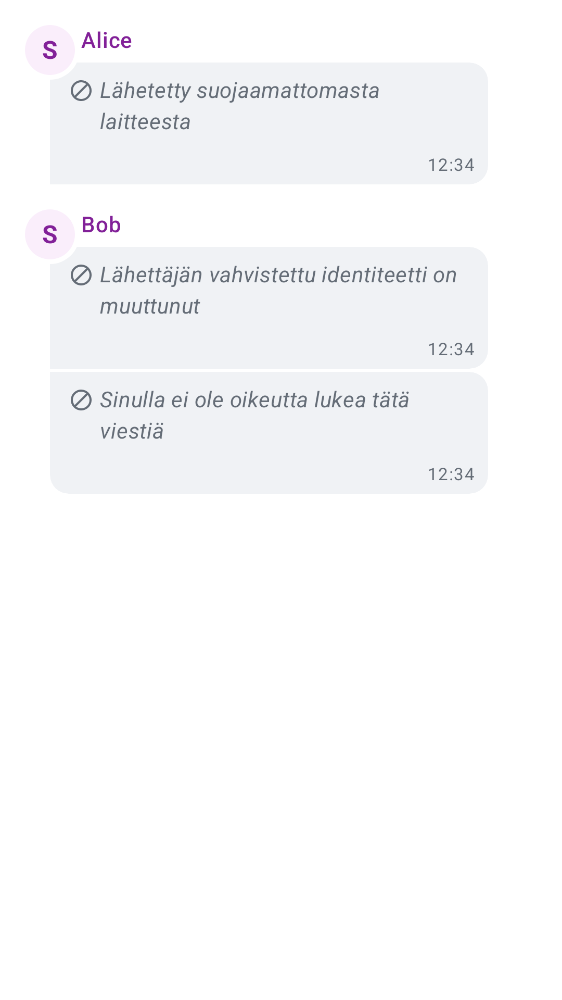 S
Alice
Lähetetty suojaamattomasta
laitteesta
12:34
S
Bob
Lähettäjän vahvistettu identiteetti on
muuttunut
12:34
Sinulla ei ole oikeutta lukea tätä
viestiä
12:34